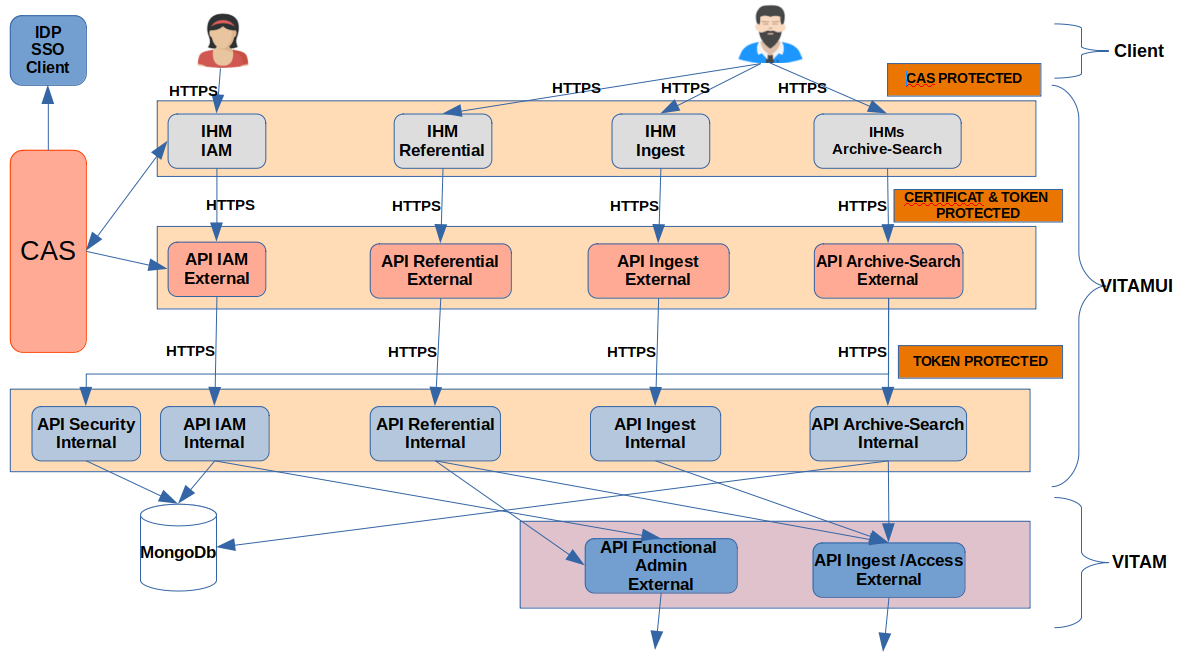 IDP
SSO
Client
Client
CAS PROTECTED
HTTPS
HTTPS
HTTPS
HTTPS
IHM
IAM
IHM
Referential
IHM
Ingest
IHMs
Archive-Search
CERTIFICAT & TOKEN
PROTECTED
HTTPS
HTTPS
HTTPS
HTTPS
CAS
API IAM
External
API Referential
External
API Ingest
External
API Archive-Search
External
VITAMUI
HTTPS
HTTPS
HTTPS
HTTPS
TOKEN PROTECTED
API Security
Internal
API IAM
Internal
API Referential
Internal
API Ingest
Internal
API Archive-Search
Internal
MongoDb
API Functional
Admin
External
API Ingest /Access
External
VITAM